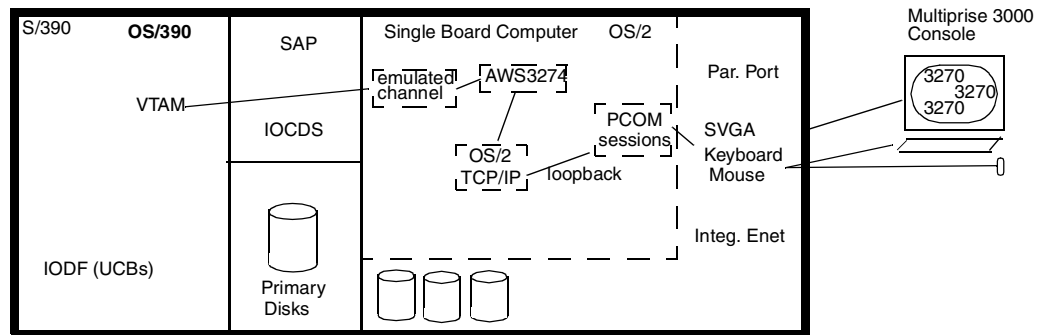 S/390
OS/390
VTAM
IODF (UCBs)
SAP
IOCDS
Primary
Disks
Single Board Computer
OS/2
emulated
channel
AWS3274
PCOM
sessions
OS/2
TCP/IP
loopback
Par. Port
SVGA
Keyboard
Mouse
Integ. Enet
Multiprise 3000
Console
3270
3270
3270